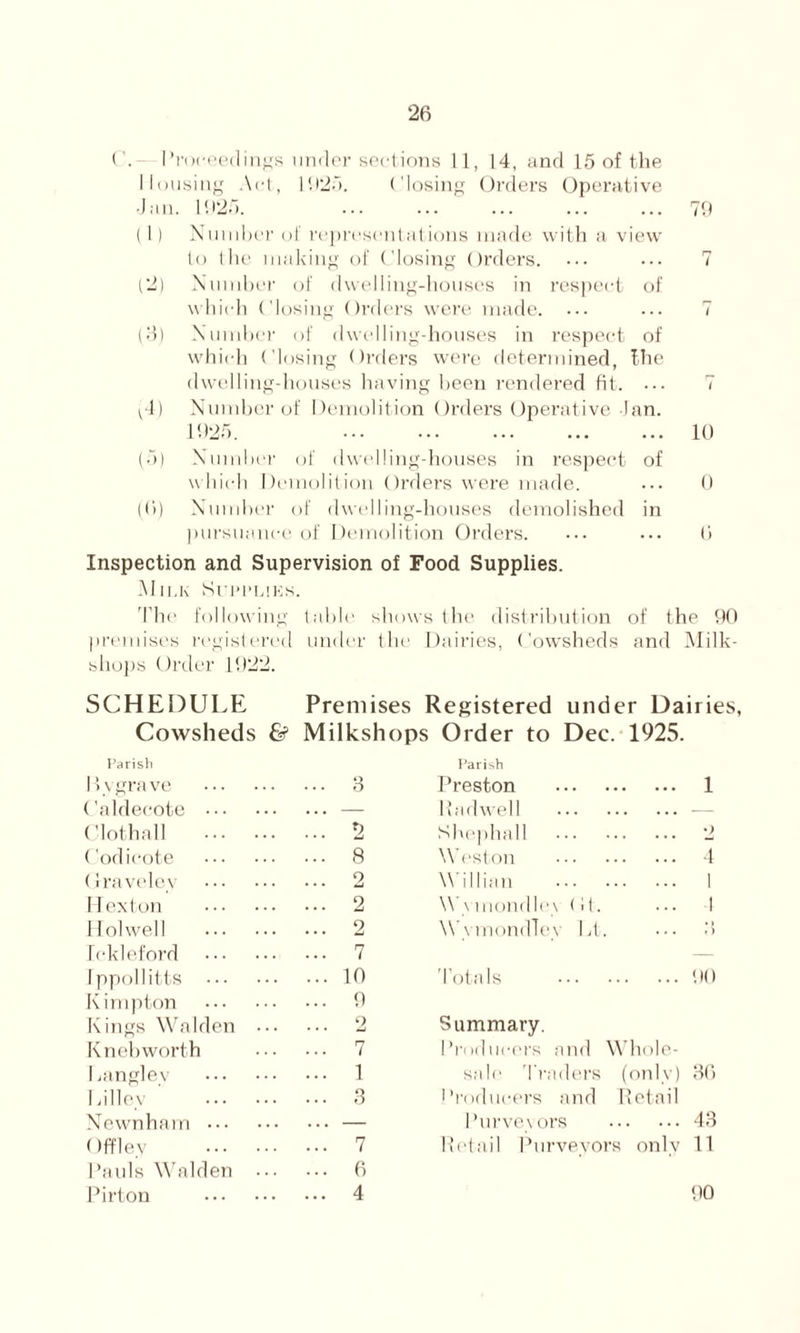 26
C.— Proceedings under sections 11, 14, and 15 of the
Housing Act, 1925. Closing Orders Operative
Jan. 1925. ... ... ... ... ... 79
(1) Number of representations made with a view
to the making of Closing Orders. ... ... 7
(2) Number of dwelling-houses in respect of
which Closing Orders were made. ... ... 7
(3) Number of dwelling-houses in respect of
which Closing Orders were determined, the
dwelling-houses having been rendered fit. ... 7
(4) Number of Demolition Orders Operative Jan.
1925. ... ... ... ... ... 10
(5) Number of dwelling-houses in respect of
which Demolition Orders were made. ... 0
(6) Number of dwelling-houses demolished in
pursuance of Demolition Orders. ... ... 6
Inspection and Supervision of Food Supplies.
MILK SUPPLIES.
The following table shows the distribution of the 90
premises registered under the Dairies, Cowsheds and Milk-
shops Order 1922.
SCHEDULE Premises Registered under Dairies,
Cowsheds & Milkshops Order to Dec. 1925.
Parish
Bygrave ... ... ... 3
Caldecote ... ... ... —
Clothall ... ... ... 2
Codicote ... ... ... 8
Graveley ... ... ... 2
Hexton ... ... ... 2
Holwell ... ... ... 2
Ickleford ... ... ... 7
Ippollitts ... ... ... 10
Kimpton ... ... ... 9
Kings Walden ... ... 2
Knebworth ... ... 7
Langley ... ... ... 1
Lilley ... ... ... 3
Newnham ... ... ... —
Offley ... ... ... 7
Pauls Walden ... ... 6
Pirton ... ... ... 4
Parish
Preston ... ... ... 1
Radwell ... ... ... —
Shephall ... ... ... 2
Weston ... ... ... 4
Willian ... ... ... 1
Wymondley Gt. ... 4
Wymondley Lt. ... 3
—
Totals ... ... ... 90
Summary.
Producers and Whole-
sale Traders (only) 36
Producers and Retail
Purveyors ... ... 43
Retail Purveyors only 11
90